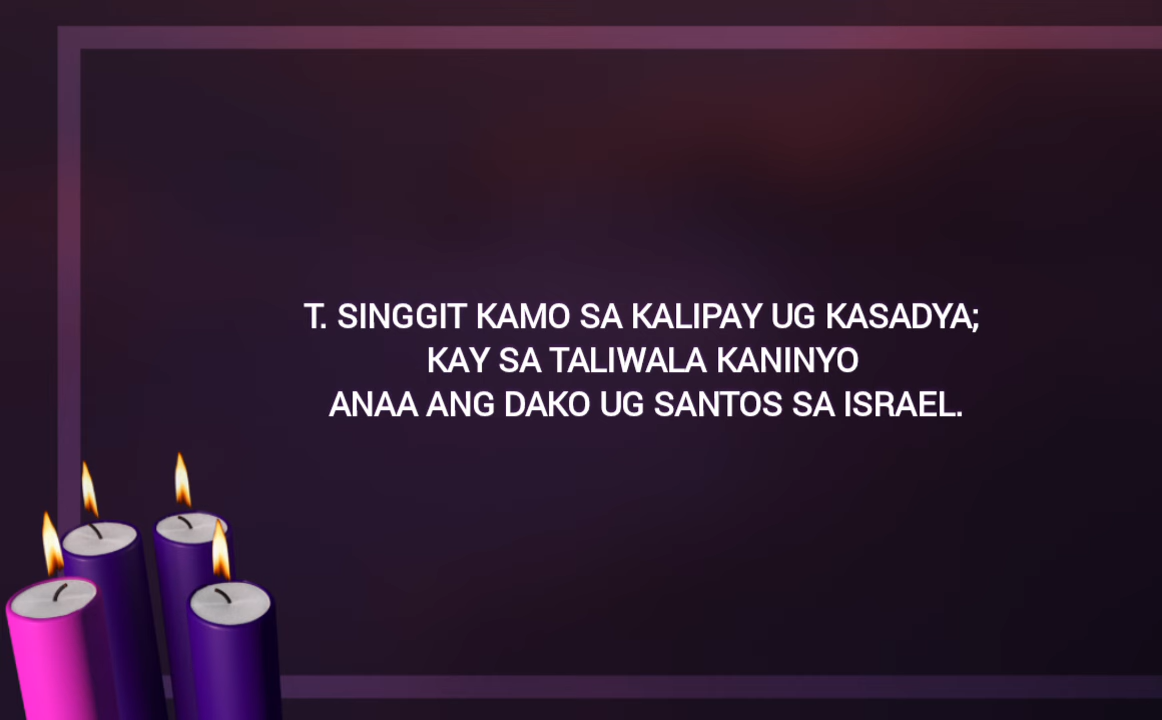 T. SINGGIT KAMO SA KALIPAY UG KASADYA;
KAY SA TALIWALA KANINYO
ANAA ANG DAKO UG SANTOS SA ISRAEL.